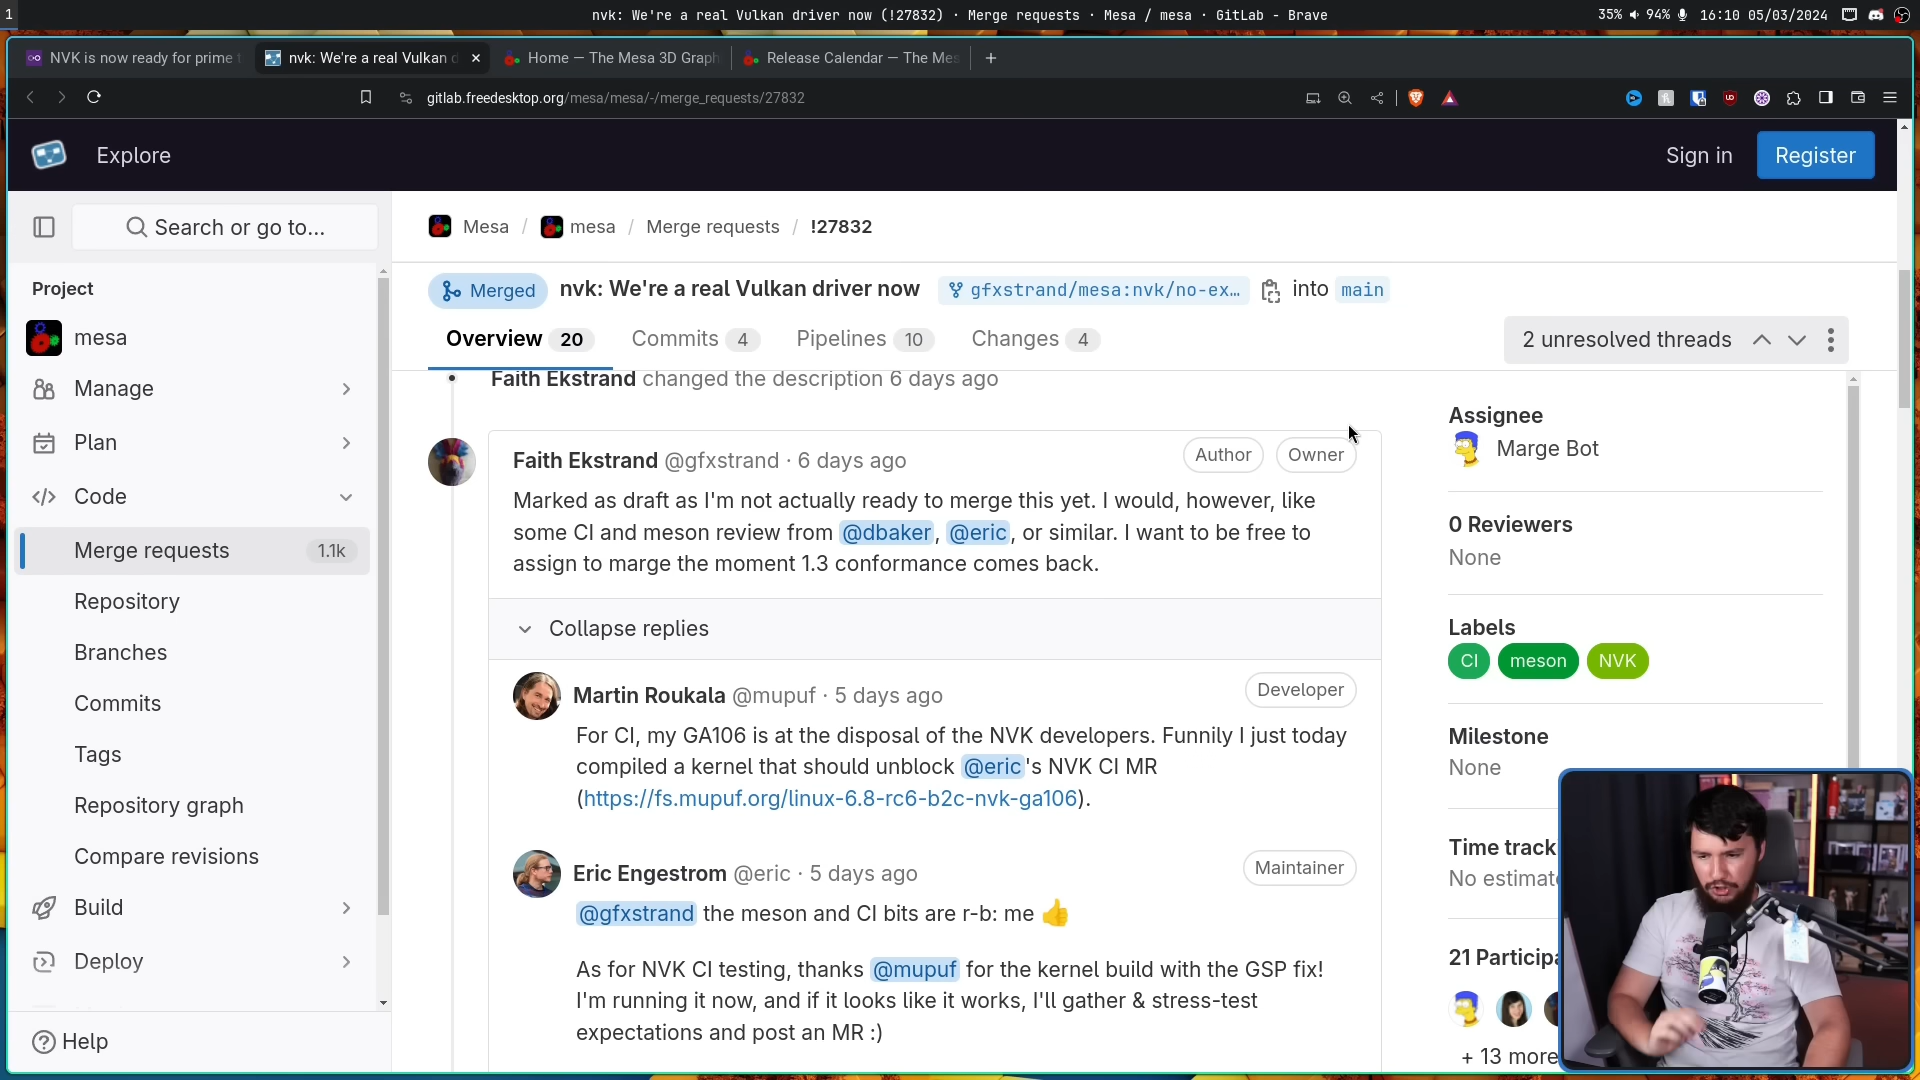 1
nvk: We're a real Vulkan driver now (!27832) · Merge requests · Mesa / mesa · GitLab - Brave
35% 94% 16:10 05/03/2024
NVK is now ready for prime
nvk: We're a real Vulkan d
Home — The Mesa 3D Graph
Release Calendar — The Mes
gitlab.freedesktop.org/mesa/mesa/-/merge_requests/27832
Explore
Sign in
Register
Search or go to...
Mesa / mesa / Merge requests / !27832
Project
mesa
Manage
Plan
Code
Merge requests 1.1k
Repository
Branches
Commits
Tags
Repository graph
Compare revisions
Build
Deploy
Help
Merged nvk: We're a real Vulkan driver now gfxstrand/mesa:nvk/no-ex… into main
Overview 20 Commits 4 Pipelines 10 Changes 4
2 unresolved threads
Faith Ekstrand changed the description 6 days ago
Faith Ekstrand @gfxstrand · 6 days ago
Author Owner
Marked as draft as I'm not actually ready to merge this yet. I would, however, like
some CI and meson review from @dbaker, @eric, or similar. I want to be free to
assign to marge the moment 1.3 conformance comes back.
Collapse replies
Martin Roukala @mupuf · 5 days ago
Developer
For CI, my GA106 is at the disposal of the NVK developers. Funnily I just today
compiled a kernel that should unblock @eric's NVK CI MR
(https://fs.mupuf.org/linux-6.8-rc6-b2c-nvk-ga106).
Eric Engestrom @eric · 5 days ago
Maintainer
@gfxstrand the meson and CI bits are r-b: me 👍
As for NVK CI testing, thanks @mupuf for the kernel build with the GSP fix!
I'm running it now, and if it looks like it works, I'll gather & stress-test
expectations and post an MR :)
Assignee
Marge Bot
0 Reviewers
None
Labels
CI meson NVK
Milestone
None
Time track
No estimate
21 Participa
+ 13 more